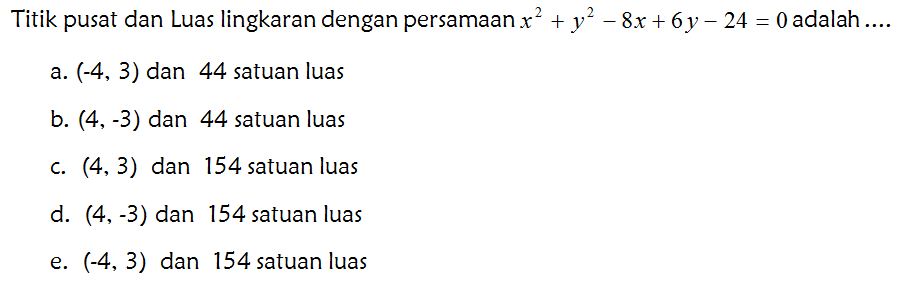 Titik pusat dan Luas lingkaran dengan persamaan x² + y² − 8x + 6y − 24 = 0 adalah ....
a. (-4, 3) dan 44 satuan luas
b. (4, -3) dan 44 satuan luas
c. (4, 3) dan 154 satuan luas
d. (4, -3) dan 154 satuan luas
e. (-4, 3) dan 154 satuan luas